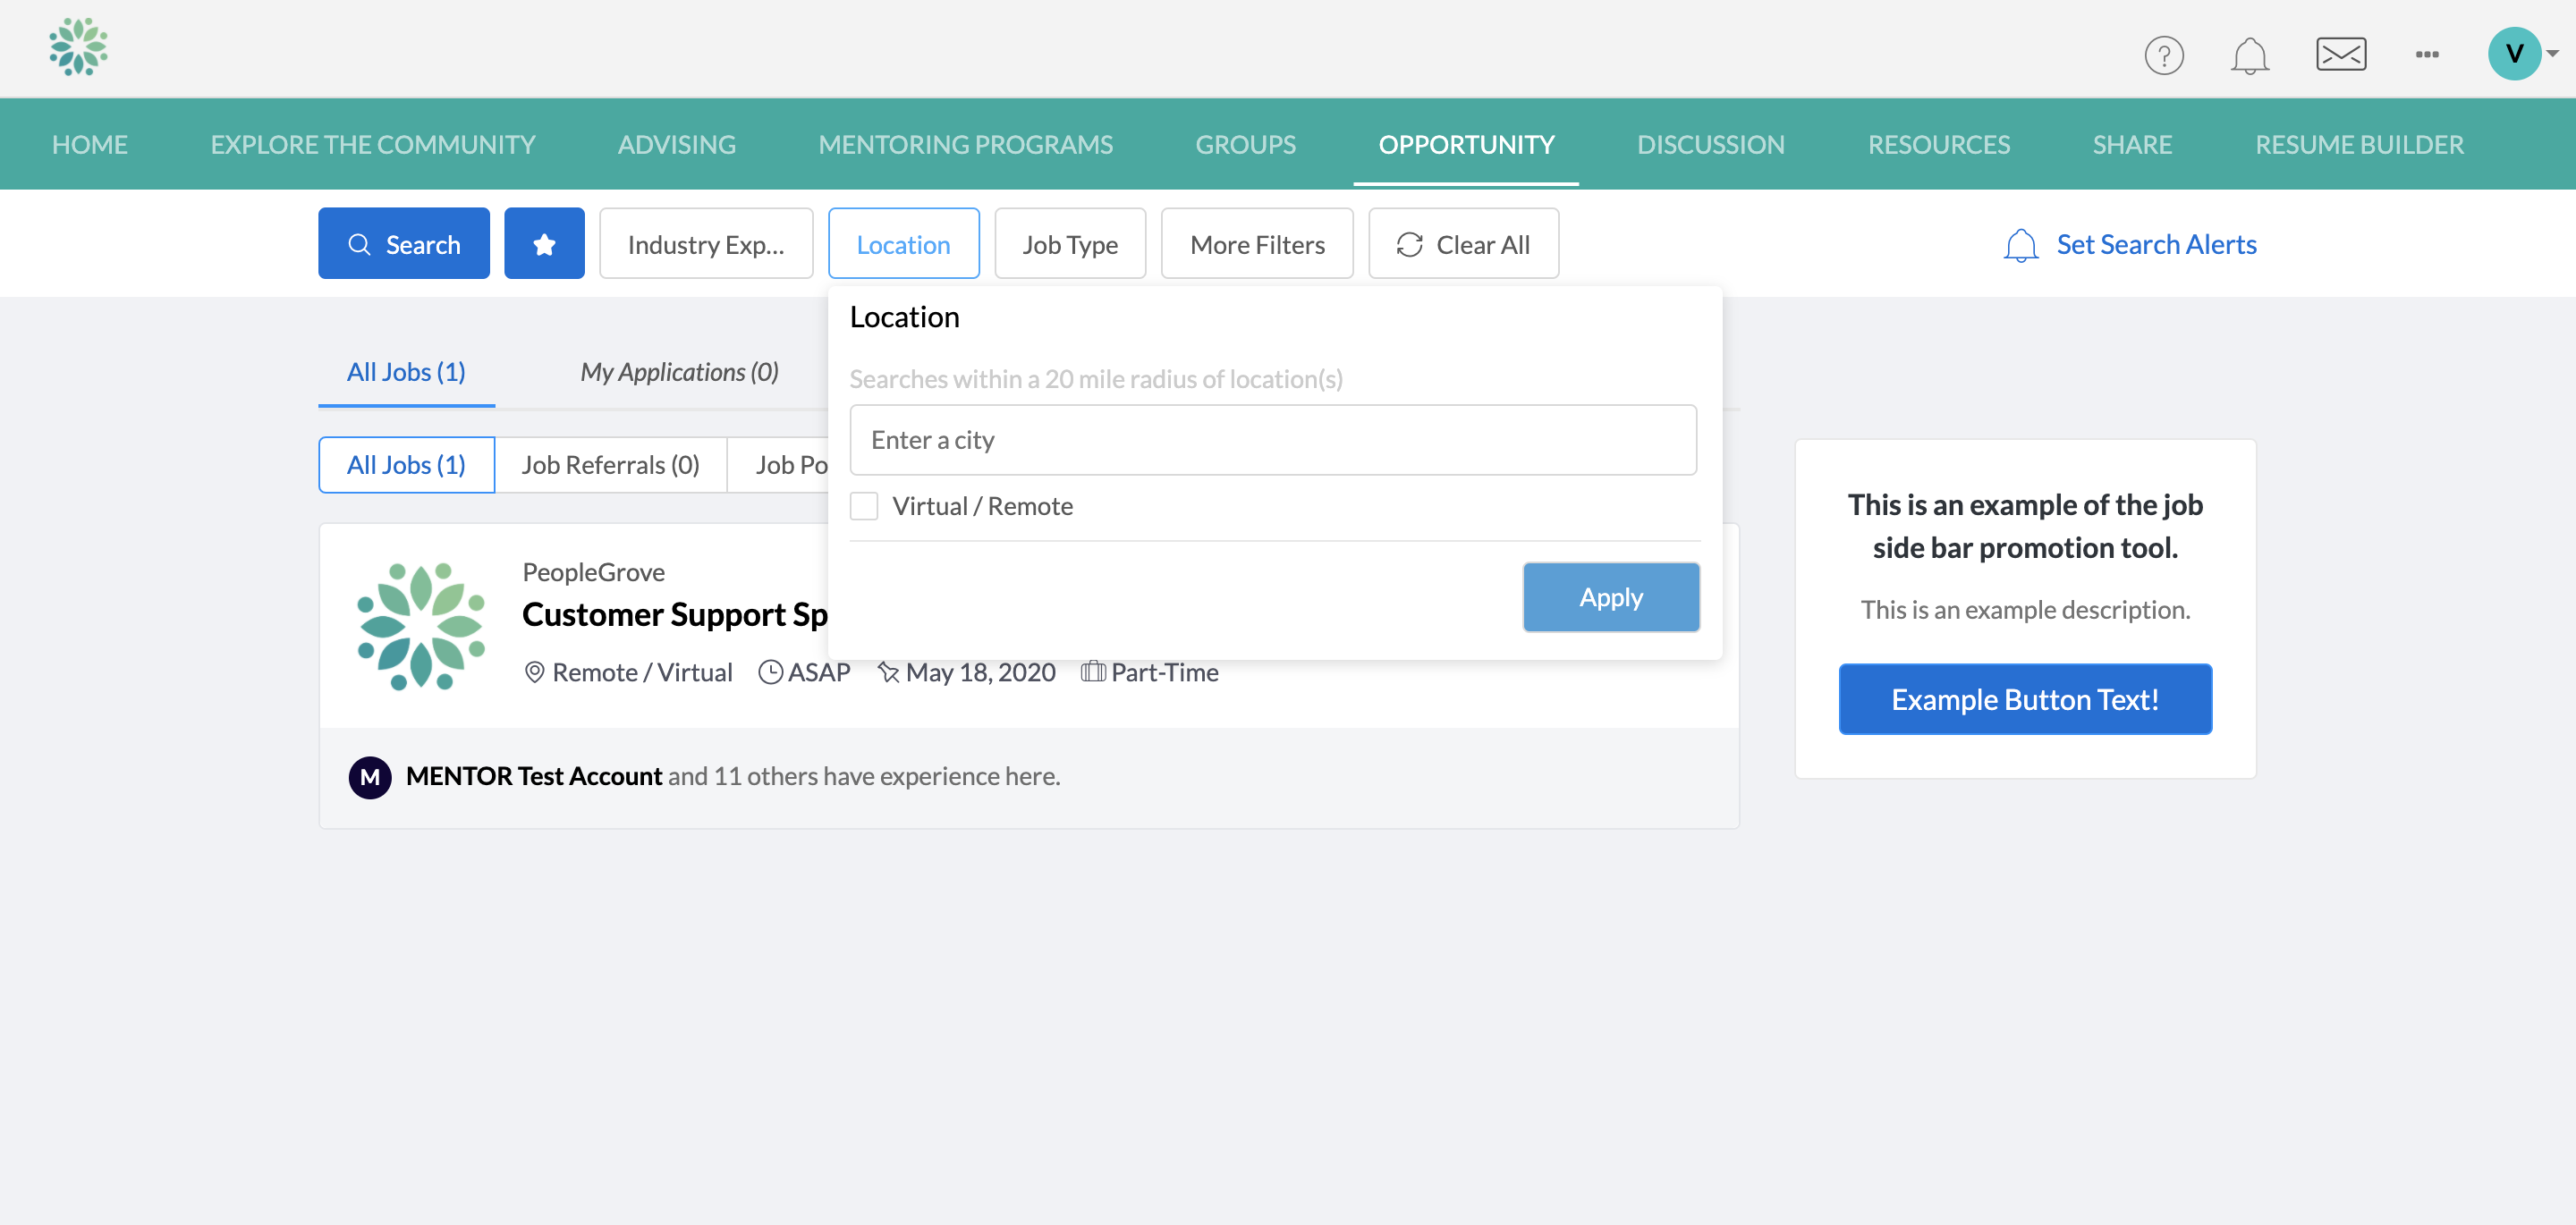 V
HOME EXPLORE THE COMMUNITY ADVISING MENTORING PROGRAMS GROUPS OPPORTUNITY DISCUSSION RESOURCES SHARE RESUME BUILDER
Search Industry Exp... Location Job Type More Filters Clear All Set Search Alerts
Location
Searches within a 20 mile radius of location(s)
Enter a city
Virtual / Remote
Apply
All Jobs (1) My Applications (0)
All Jobs (1) Job Referrals (0) Job Po
PeopleGrove
Customer Support Sp
Remote / Virtual ASAP May 18, 2020 Part-Time
M MENTOR Test Account and 11 others have experience here.
This is an example of the job
side bar promotion tool.
This is an example description.
Example Button Text!